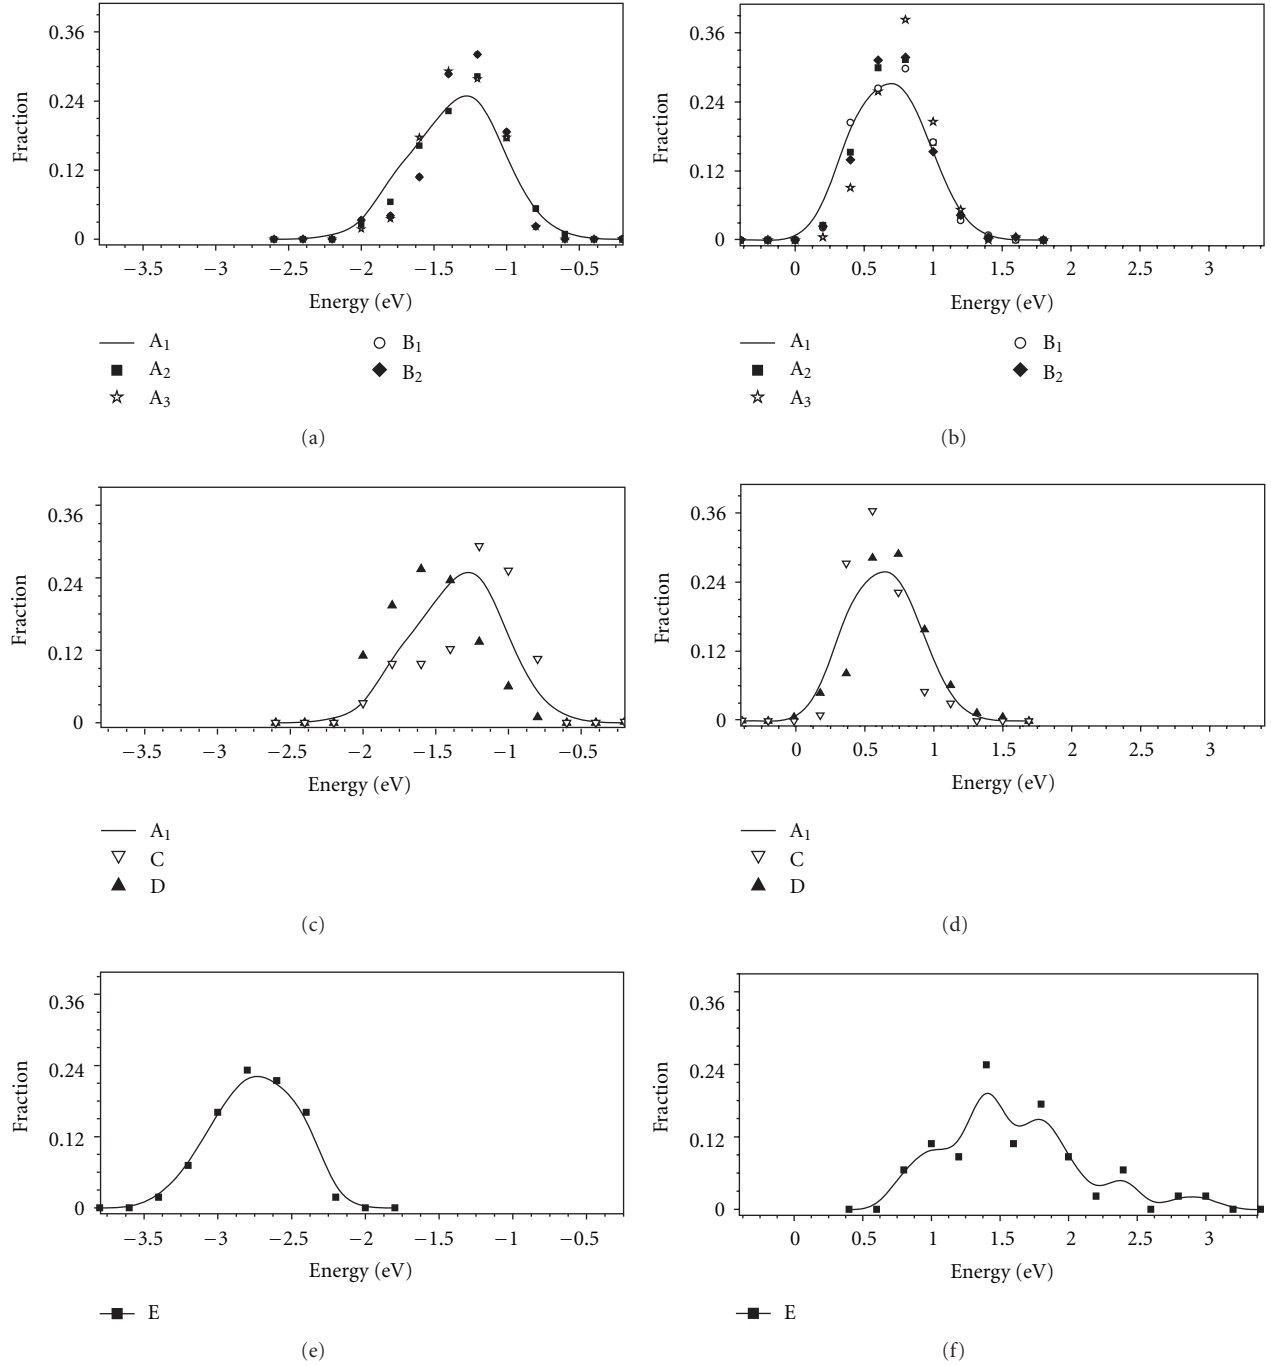 Fraction
0.36
0.24
0.12
0
−3.5 −3 −2.5 −2 −1.5 −1 −0.5
Energy (eV)
A1
A2
A3
B1
B2
(a)
Fraction
0.36
0.24
0.12
0
0 0.5 1 1.5 2 2.5 3
Energy (eV)
A1
A2
A3
B1
B2
(b)
Fraction
0.36
0.24
0.12
0
−3.5 −3 −2.5 −2 −1.5 −1 −0.5
Energy (eV)
A1
C
D
(c)
Fraction
0.36
0.24
0.12
0
0 0.5 1 1.5 2 2.5 3
Energy (eV)
A1
C
D
(d)
Fraction
0.36
0.24
0.12
0
−3.5 −3 −2.5 −2 −1.5 −1 −0.5
Energy (eV)
E
(e)
Fraction
0.36
0.24
0.12
0
0 0.5 1 1.5 2 2.5 3
Energy (eV)
E
(f)